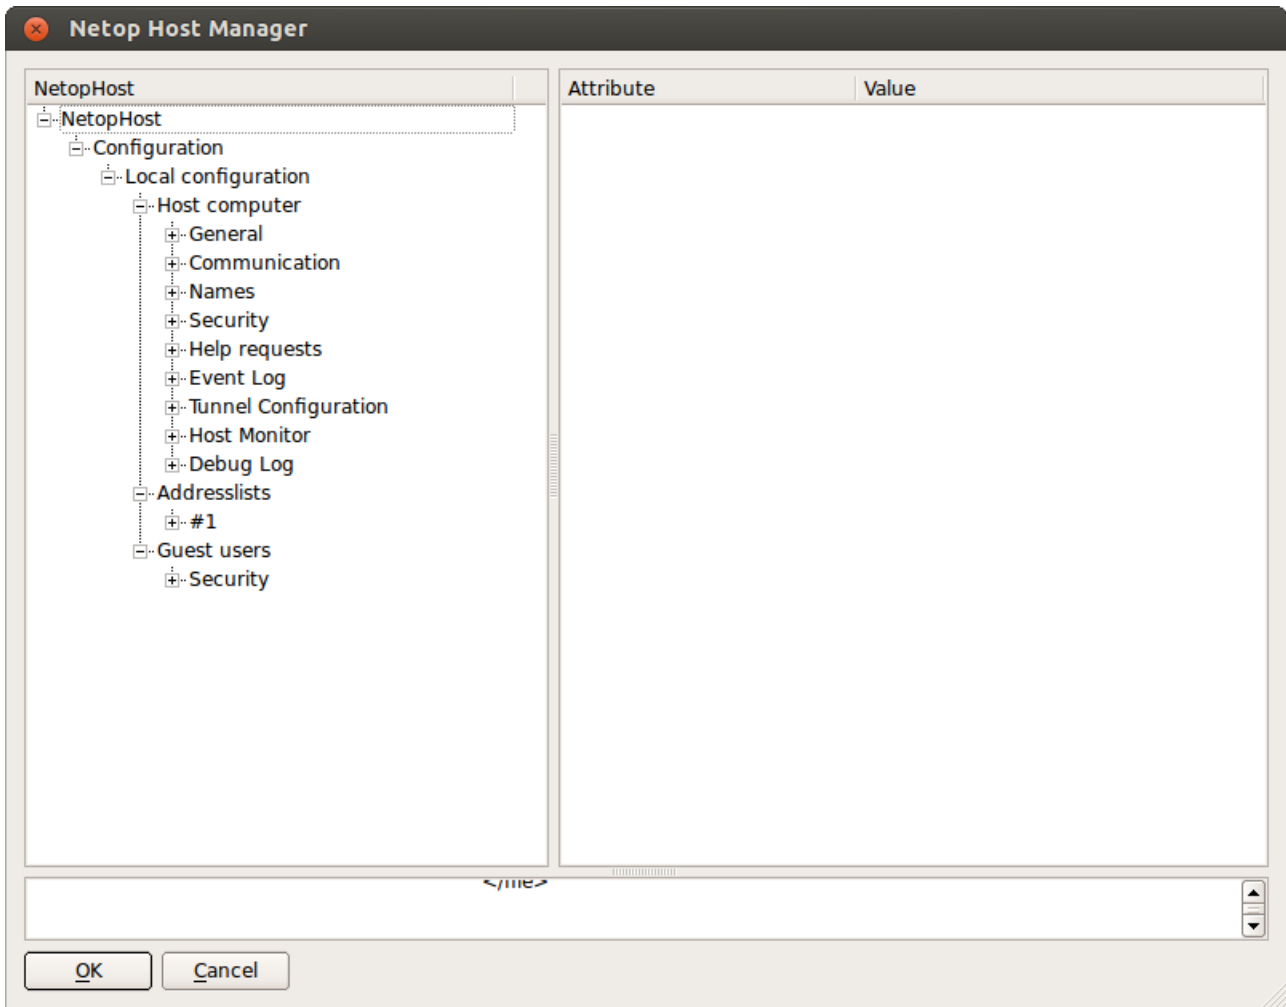 Netop Host Manager
NetopHost
Attribute Value
NetopHost
Configuration
Local configuration
Host computer
General
Communication
Names
Security
Help requests
Event Log
Tunnel Configuration
Host Monitor
Debug Log
Addresslists
#1
Guest users
Security
OK Cancel